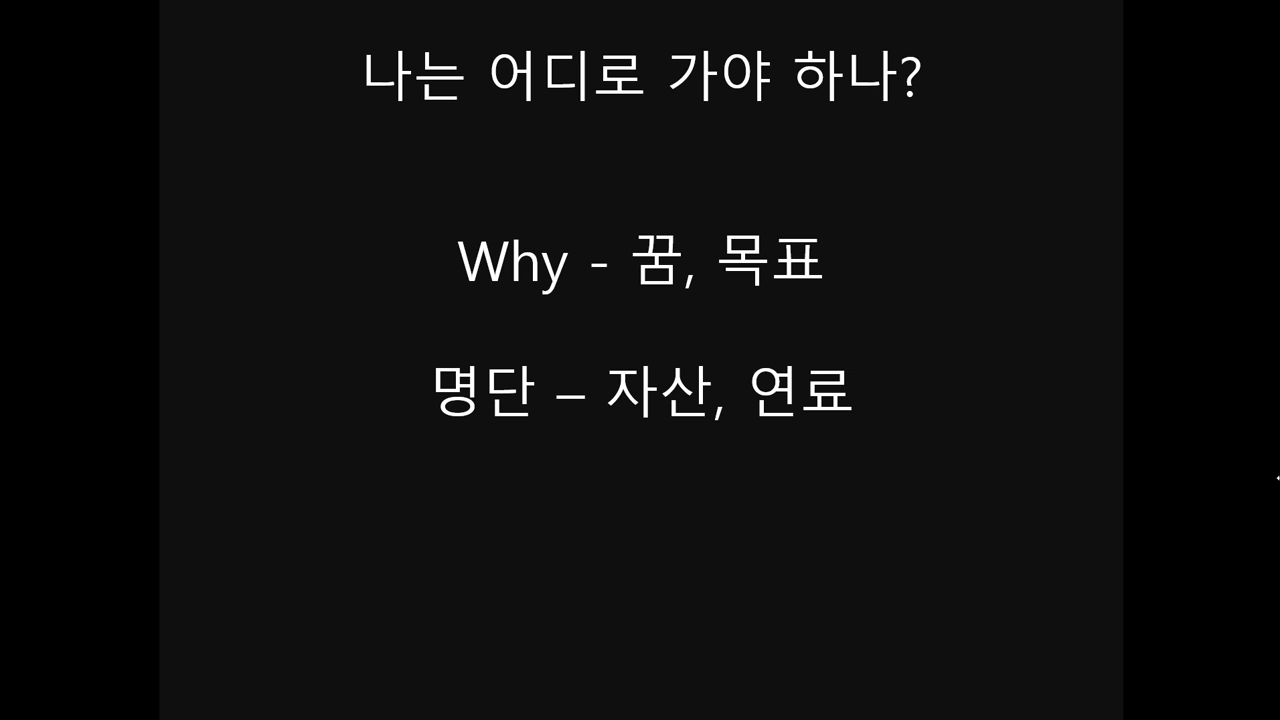 나는 어디로 가야 하나?
Why - 꿈, 목표
명단 – 자산, 연료